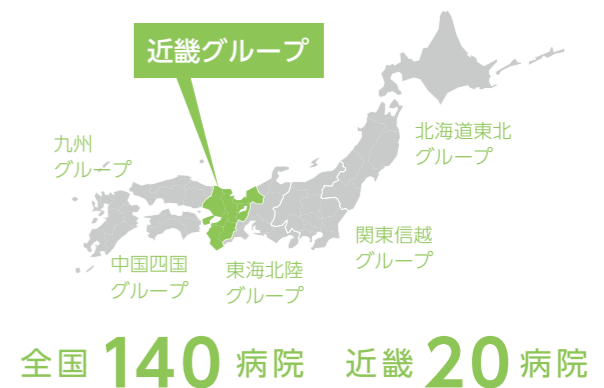 近畿グループ
北海道東北
グループ
九州
グループ
関東信越
グループ
中国四国
グループ
東海北陸
グループ
全国 140 病院 近畿 20 病院